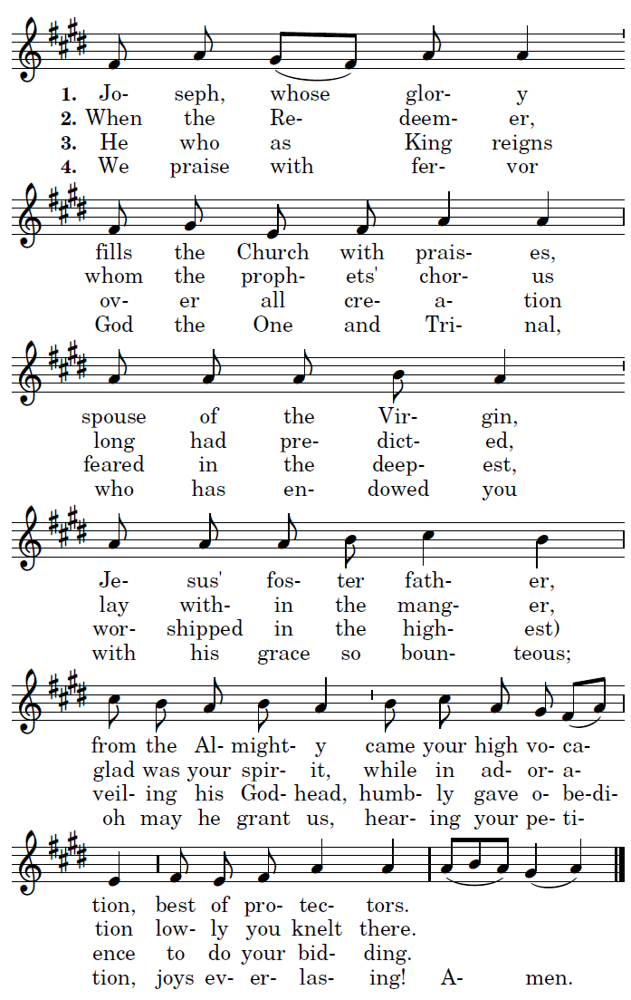 1. Jo- seph, whose glor- y
2. When the Re- deem- er,
3. He who as King reigns
4. We praise with fer- vor
fills the Church with prais- es,
whom the proph- ets' chor- us
ov- er all cre- a- tion
God the One and Tri- nal,
spouse of the Vir- gin,
long had pre- dict- ed,
feared in the deep- est,
who has en- dowed you
Je- sus' fos- ter fath- er,
lay with- in the mang- er,
wor- shipped in the high- est)
with his grace so boun- teous;
from the Al- might- y came your high vo- ca-
glad was your spir- it, while in ad- or- a-
veil- ing his God- head, humb- ly gave o- be-di-
oh may he grant us, hear- ing your pe- ti-
tion, best of pro- tec- tors.
tion low- ly you knelt there.
ence to do your bid- ding.
tion, joys ev- er- las- ing! A- men.